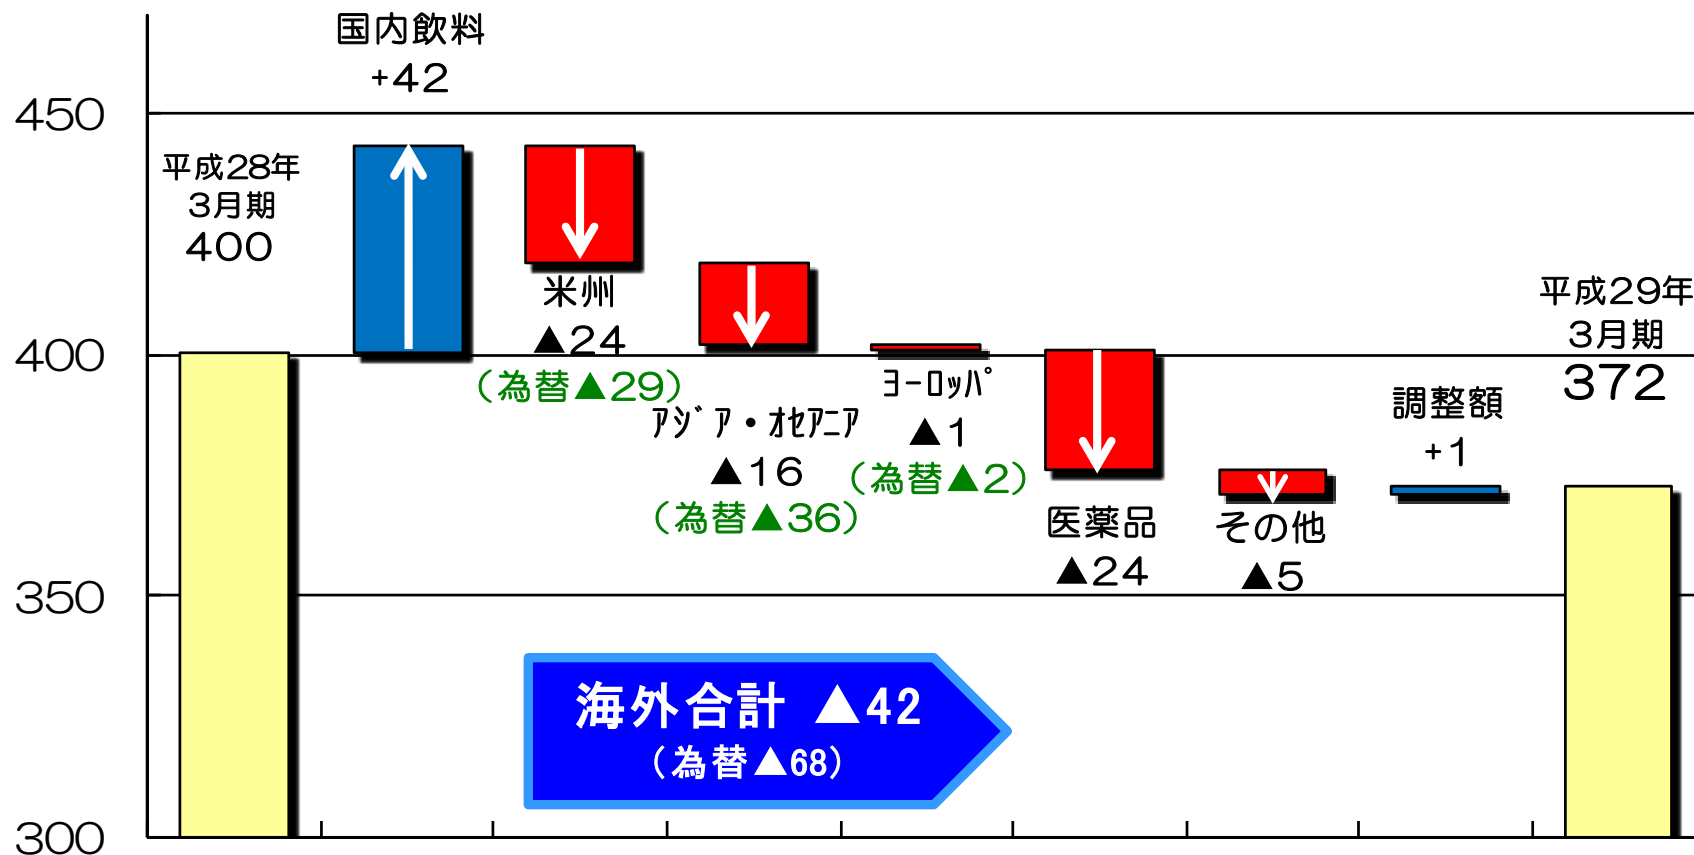 450
400
350
300
平成28年
3月期
400
国内飲料
+42
米州
▲24
(為替▲29)
ｱｼﾞｱ・ｵｾｱﾆｱ
▲16
(為替▲36)
ﾖｰﾛｯﾊﾟ
▲1
(為替▲2)
医薬品
▲24
その他
▲5
調整額
+1
平成29年
3月期
372
海外合計 ▲42
(為替▲68)